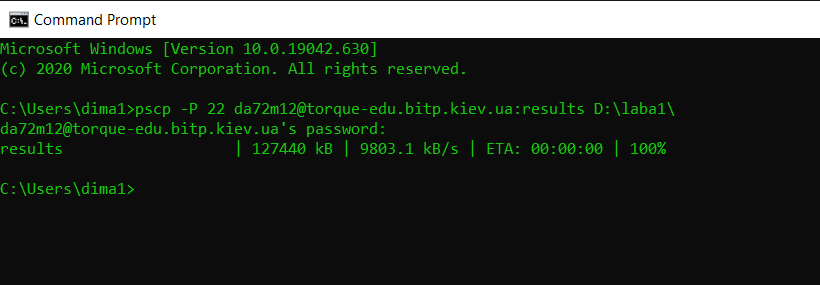 Command Prompt
Microsoft Windows [Version 10.0.19042.630]
(c) 2020 Microsoft Corporation. All rights reserved.
C:\Users\dima1>pscp -P 22 da72m12@torque-edu.bitp.kiev.ua:results D:\laba1\
da72m12@torque-edu.bitp.kiev.ua's password:
results | 127440 kB | 9803.1 kB/s | ETA: 00:00:00 | 100%
C:\Users\dima1>